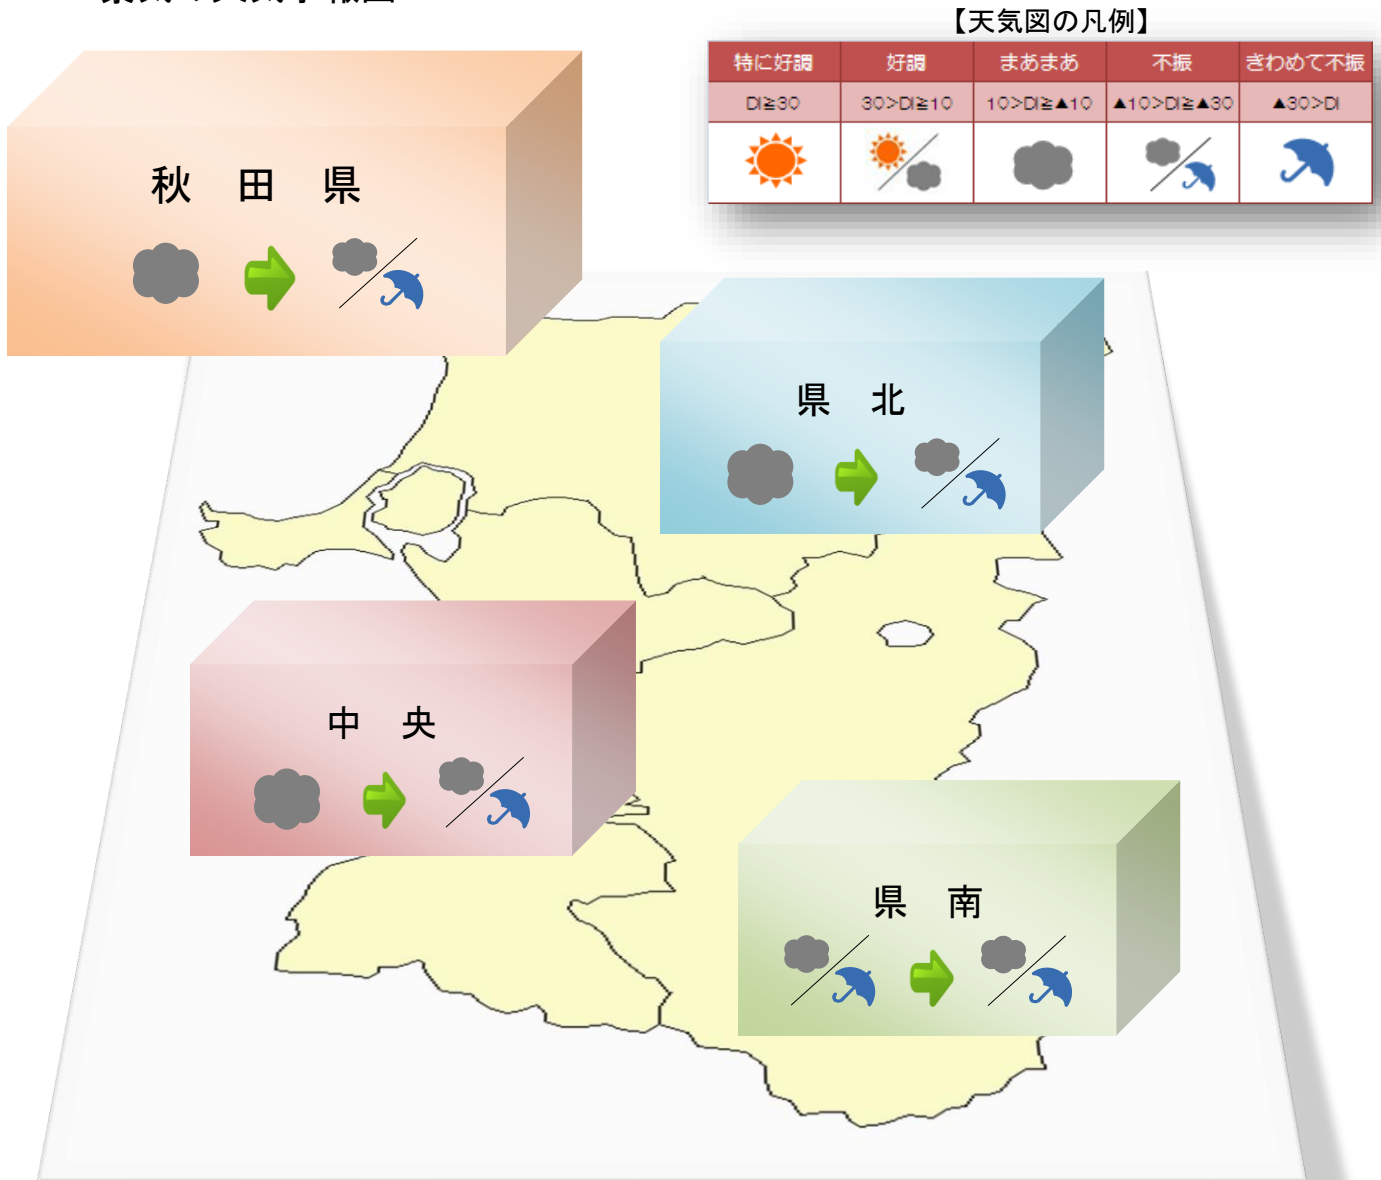 【天気図の凡例】
特に好調 好調 まあまあ 不振 きわめて不振
DI≧30 30>DI≧10 10>DI≧▲10 ▲10>DI≧▲30 ▲30>DI
秋 田 県
県 北
中 央
県 南